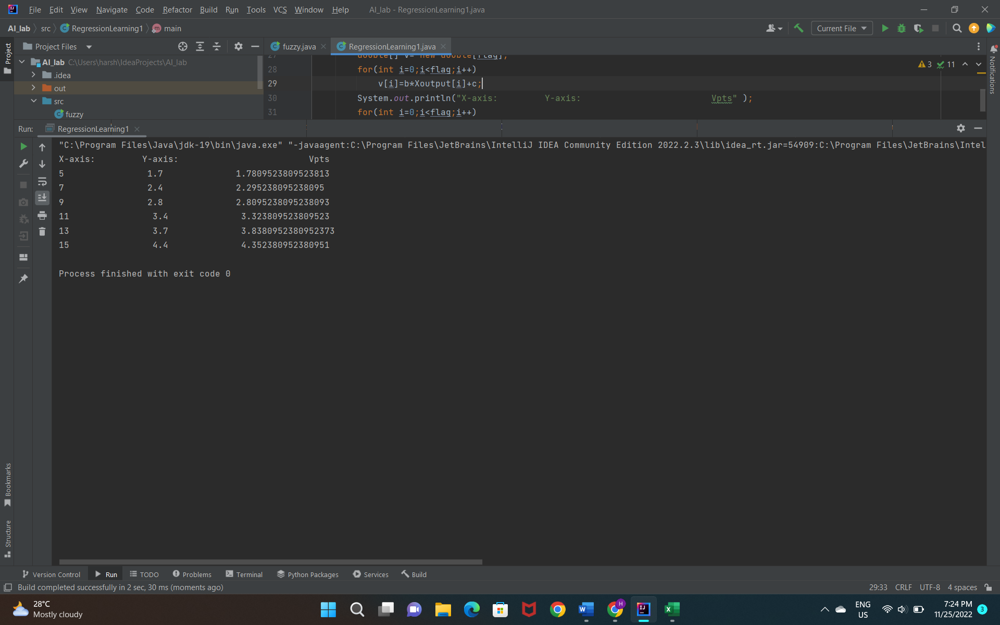 File Edit View Navigate Code Refactor Build Run Tools VCS Window Help AI_lab - RegressionLearning1.java
AI_lab src RegressionLearning1 main Current File
Project Project Files fuzzy.java RegressionLearning1.java Notifications
27 double[] v= new double[flag];
AI_lab C:\Users\harsh\IdeaProjects\AI_lab
28 for(int i=0;i<flag;i++) 3 11
.idea
29 v[i]=b*Xoutput[i]+c;
out
30 System.out.println("X-axis: Y-axis: Vpts" );
src
31 for(int i=0;i<flag;i++)
fuzzy
Run: RegressionLearning1
"C:\Program Files\Java\jdk-19\bin\java.exe" "-javaagent:C:\Program Files\JetBrains\IntelliJ IDEA Community Edition 2022.2.3\lib\idea_rt.jar=54909:C:\Program Files\JetBrains\Intel
X-axis: Y-axis: Vpts
5 1.7 1.7809523809523813
7 2.4 2.295238095238095
9 2.8 2.8095238095238093
11 3.4 3.323809523809523
13 3.7 3.8380952380952373
15 4.4 4.352380952380951
Process finished with exit code 0
Bookmarks
Structure
Version Control Run TODO Problems Terminal Python Packages Services Build
Build completed successfully in 2 sec, 30 ms (moments ago) 29:33 CRLF UTF-8 4 spaces
28°C
Mostly cloudy
ENG
US
7:24 PM
11/25/2022
3